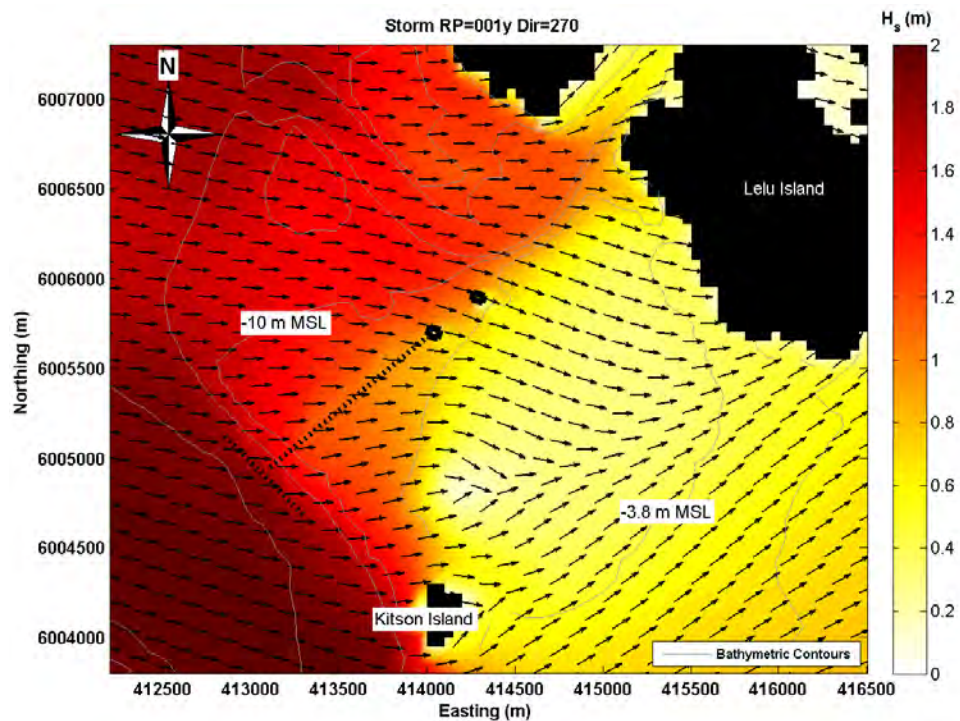 Storm RP=001y Dir=270
H_s (m)
N
Lelu Island
-10 m MSL
-3.8 m MSL
Kitson Island
Bathymetric Contours
Northing (m)
6007000
6006500
6006000
6005500
6005000
6004500
6004000
412500 413000 413500 414000 414500 415000 415500 416000 416500
Easting (m)
2
1.8
1.6
1.4
1.2
1
0.8
0.6
0.4
0.2
0